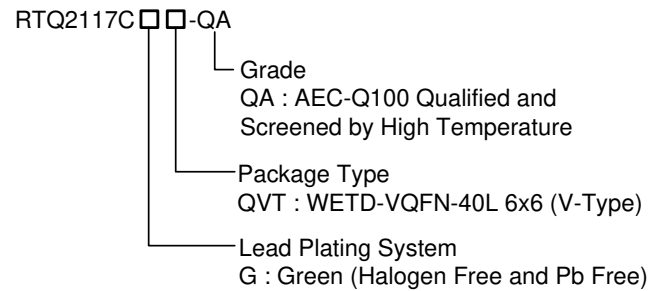 RTQ2117C□ □-QA
Grade
QA : AEC-Q100 Qualified and
Screened by High Temperature
Package Type
QVT : WETD-VQFN-40L 6x6 (V-Type)
Lead Plating System
G : Green (Halogen Free and Pb Free)